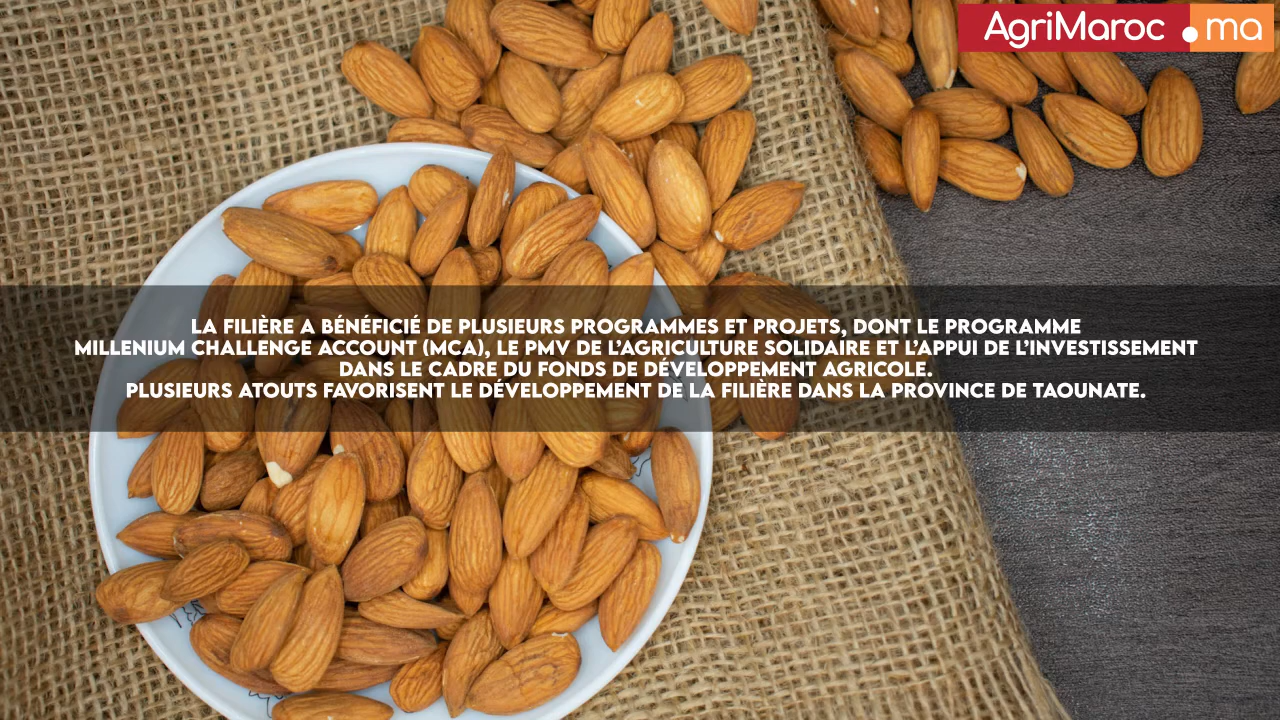 AgriMaroc .ma
LA FILIÈRE A BÉNÉFICIÉ DE PLUSIEURS PROGRAMMES ET PROJETS, DONT LE PROGRAMME
MILLENIUM CHALLENGE ACCOUNT (MCA), LE PMV DE L'AGRICULTURE SOLIDAIRE ET L'APPUI DE L'INVESTISSEMENT
DANS LE CADRE DU FONDS DE DÉVELOPPEMENT AGRICOLE.
PLUSIEURS ATOUTS FAVORISENT LE DÉVELOPPEMENT DE LA FILIÈRE DANS LA PROVINCE DE TAOUNATE.